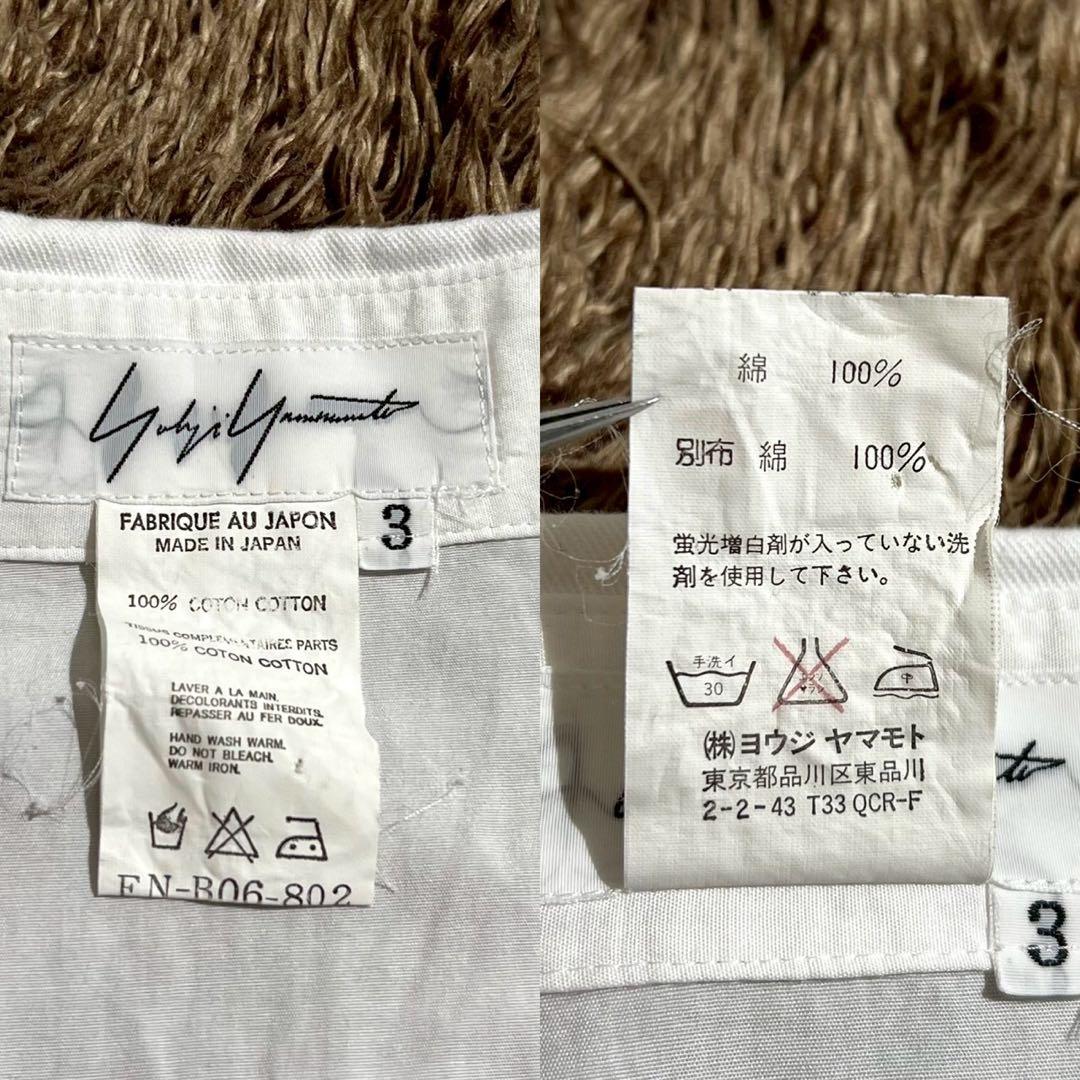 Yohji Yamamoto
FABRIQUE AU JAPON
MADE IN JAPAN
3
100% COTON COTTON
TISSUS COMPLEMENTAIRES PARTS
100% COTON COTTON
LAVER A LA MAIN.
DECOLORANTS INTERDITS.
REPASSER AU FER DOUX.
HAND WASH WARM.
DO NOT BLEACH.
WARM IRON.
FN-B06-802
綿 100%
別布 綿 100%
蛍光増白剤が入っていない洗
剤を使用して下さい。
手洗イ
30
中
(株)ヨウジ ヤマモト
東京都品川区東品川
2-2-43 T33 QCR-F
3